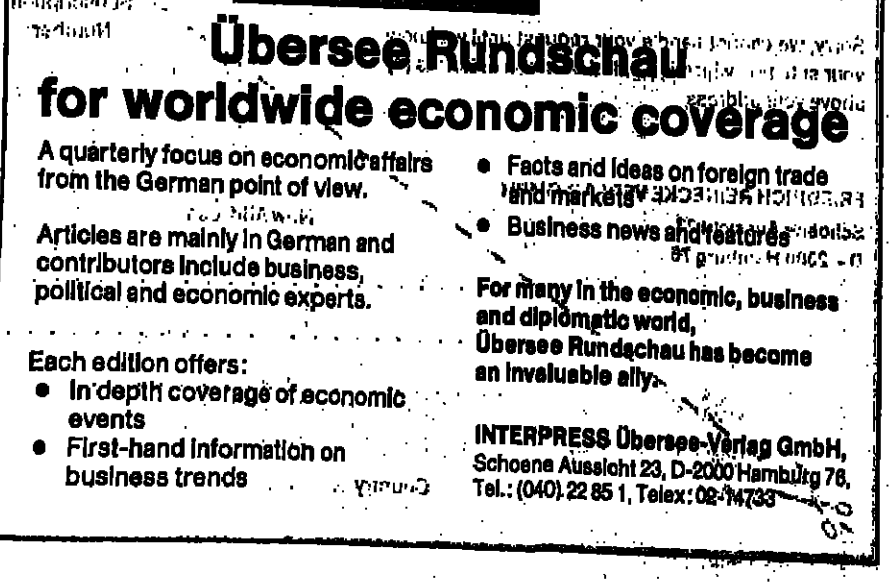 Übersee Rundschau
for worldwide economic coverage
A quarterly focus on economic affairs
from the German point of view.
Articles are mainly in German and
contributors include business,
political and economic experts.
Each edition offers:
● In depth coverage of economic
events
● First-hand information on
business trends
● Facts and ideas on foreign trade
and markets
● Business news and features
For many in the economic, business
and diplomatic world,
Übersee Rundschau has become
an invaluable ally.
INTERPRESS Übersee-Verlag GmbH,
Schoene Aussicht 23, D-2000 Hamburg 76,
Tel.: (040) 22 85 1, Telex: 02-14733